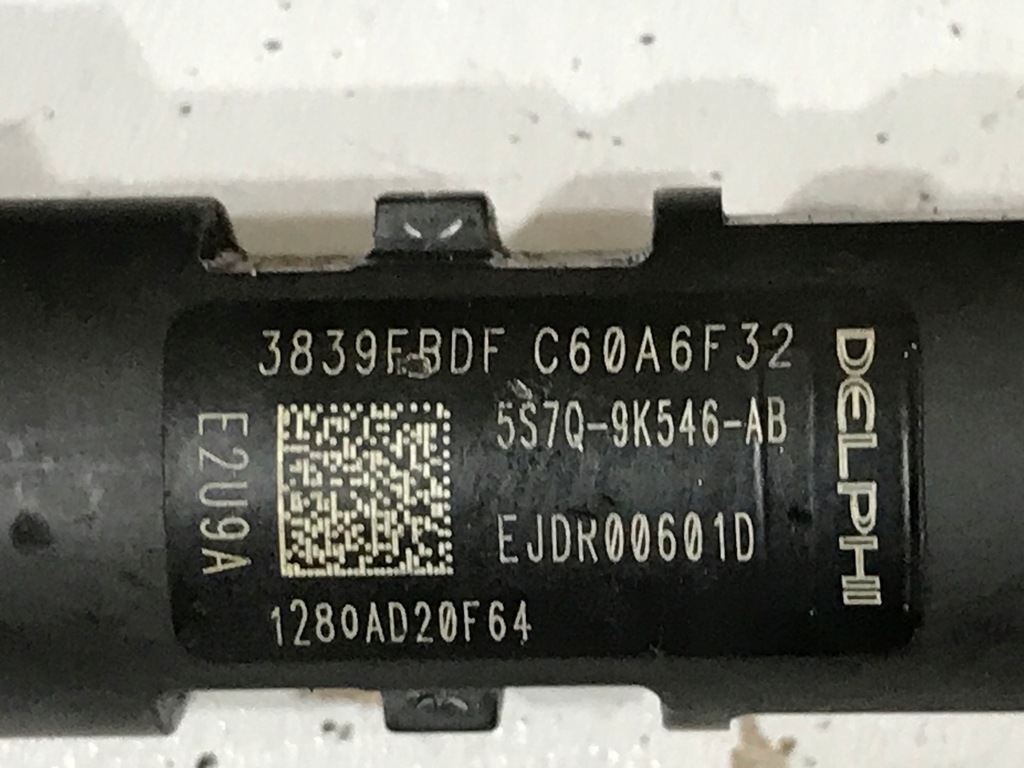 3839FBDF C60A6F32
5S7Q-9K546-AB
EJDR00601D
1280AD20F64
E2U9A
DELPHI